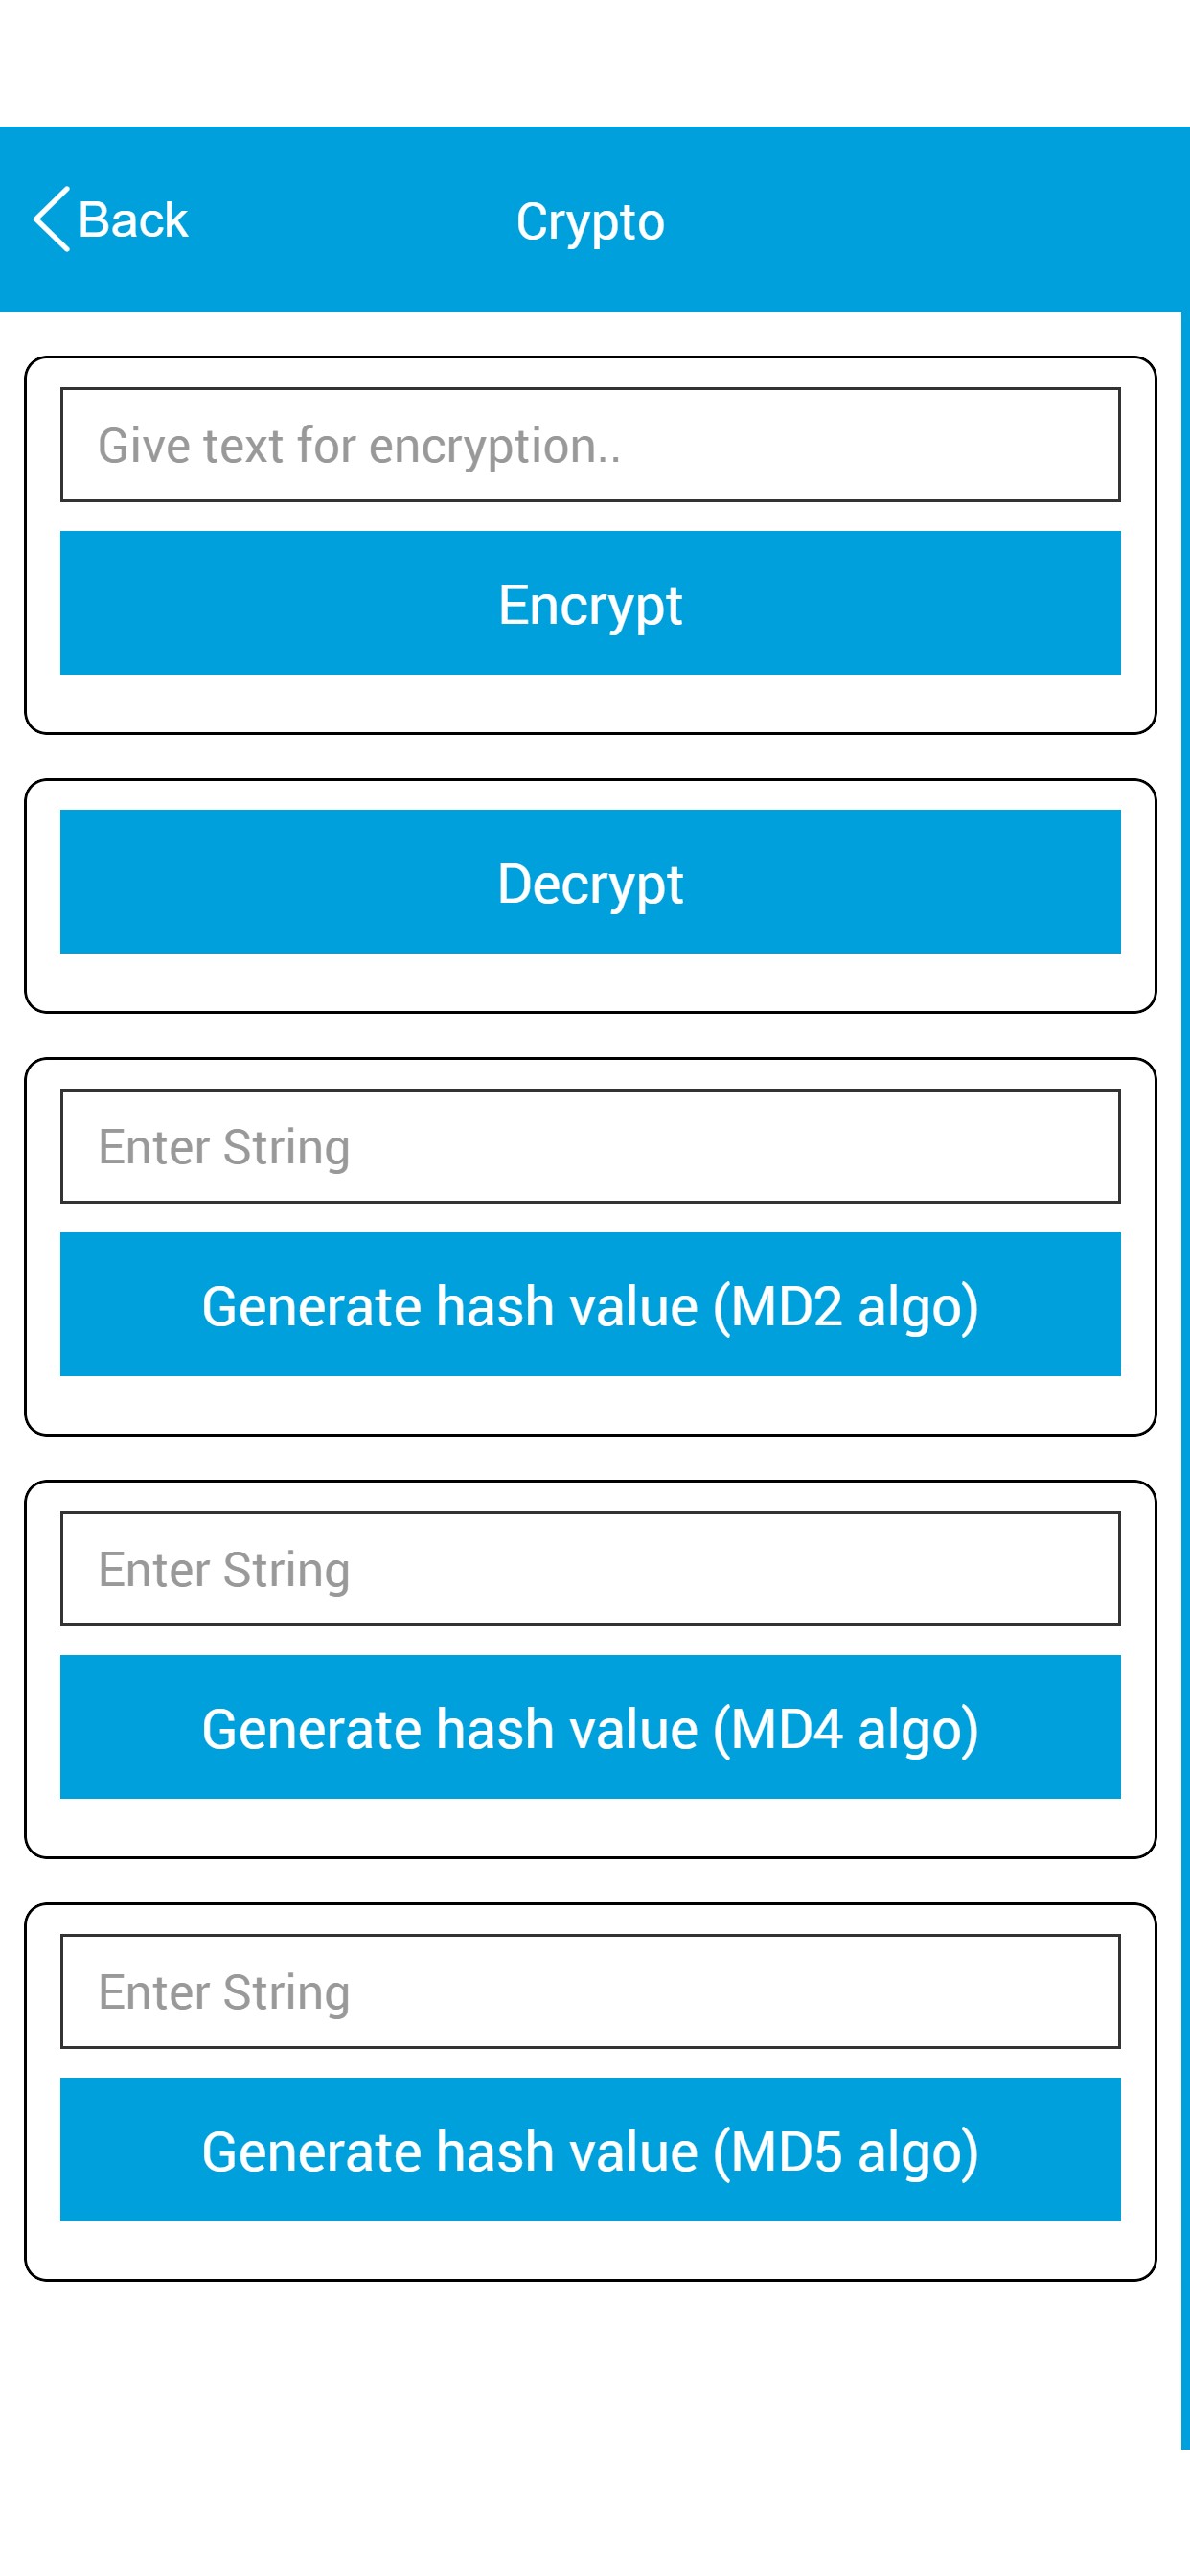 Back
Crypto
Give text for encryption..
Encrypt
Decrypt
Enter String
Generate hash value (MD2 algo)
Enter String
Generate hash value (MD4 algo)
Enter String
Generate hash value (MD5 algo)